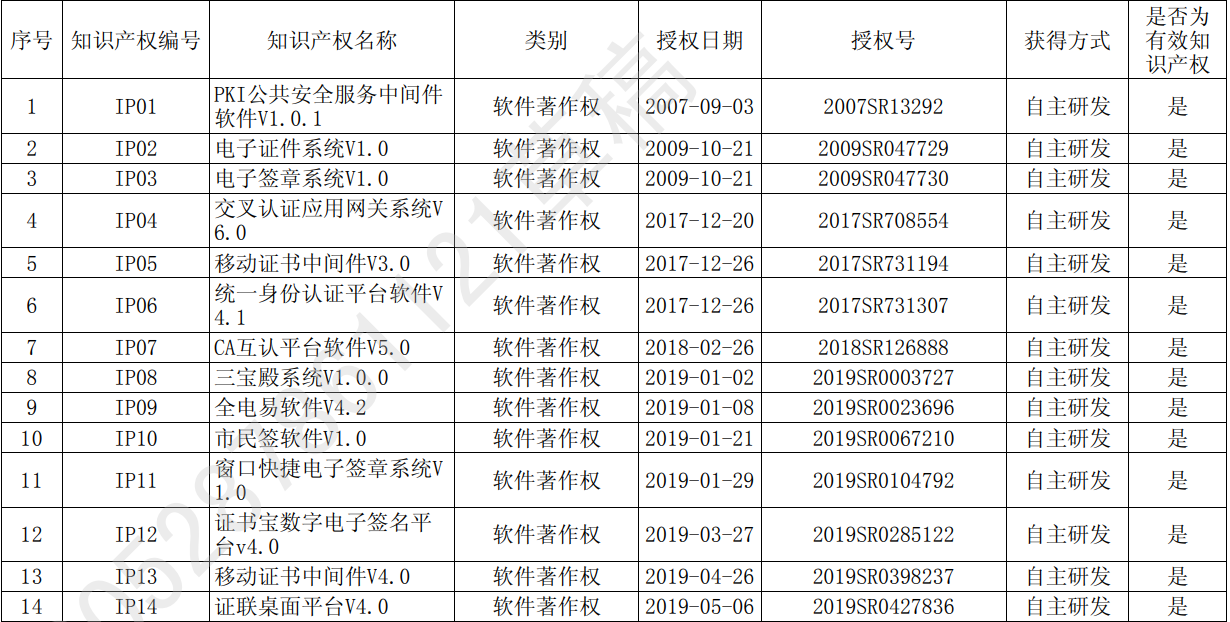 序号 知识产权编号 知识产权名称 类别 授权日期 授权号 获得方式 是否为
有效知
识产权
1 IP01 PKI公共安全服务中间件
软件V1.0.1 软件著作权 2007-09-03 2007SR13292 自主研发 是
2 IP02 电子证件系统V1.0 软件著作权 2009-10-21 2009SR047729 自主研发 是
3 IP03 电子签章系统V1.0 软件著作权 2009-10-21 2009SR047730 自主研发 是
4 IP04 交叉认证应用网关系统V
6.0 软件著作权 2017-12-20 2017SR708554 自主研发 是
5 IP05 移动证书中间件V3.0 软件著作权 2017-12-26 2017SR731194 自主研发 是
6 IP06 统一身份认证平台软件V
4.1 软件著作权 2017-12-26 2017SR731307 自主研发 是
7 IP07 CA互认平台软件V5.0 软件著作权 2018-02-26 2018SR126888 自主研发 是
8 IP08 三宝殿系统V1.0.0 软件著作权 2019-01-02 2019SR0003727 自主研发 是
9 IP09 全电易软件V4.2 软件著作权 2019-01-08 2019SR0023696 自主研发 是
10 IP10 市民签软件V1.0 软件著作权 2019-01-21 2019SR0067210 自主研发 是
11 IP11 窗口快捷电子签章系统V
1.0 软件著作权 2019-01-29 2019SR0104792 自主研发 是
12 IP12 证书宝数字电子签名平
台v4.0 软件著作权 2019-03-27 2019SR0285122 自主研发 是
13 IP13 移动证书中间件V4.0 软件著作权 2019-04-26 2019SR0398237 自主研发 是
14 IP14 证联桌面平台V4.0 软件著作权 2019-05-06 2019SR0427836 自主研发 是
草稿